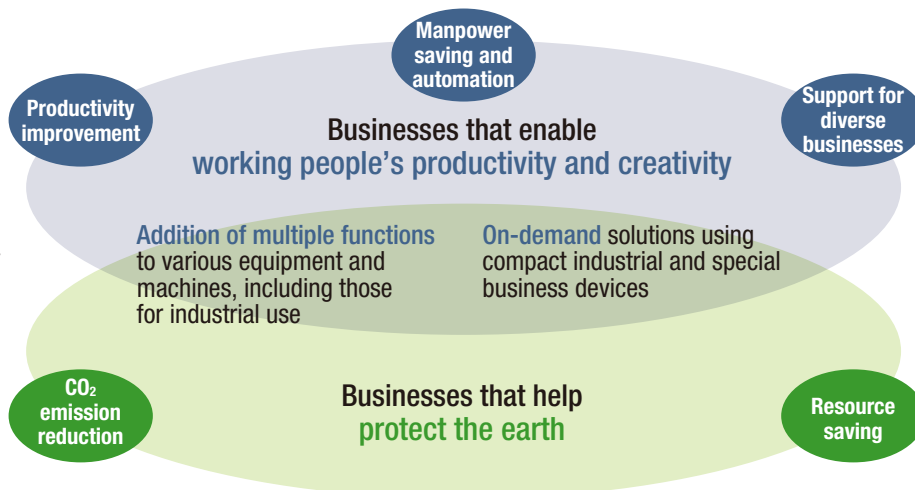 Manpower
saving and
automation
Productivity
improvement
Support for
diverse
businesses
Businesses that enable
working people’s productivity and creativity
Addition of multiple functions
to various equipment and
machines, including those
for industrial use
On-demand solutions using
compact industrial and special
business devices
CO₂
emission
reduction
Businesses that help
protect the earth
Resource
saving